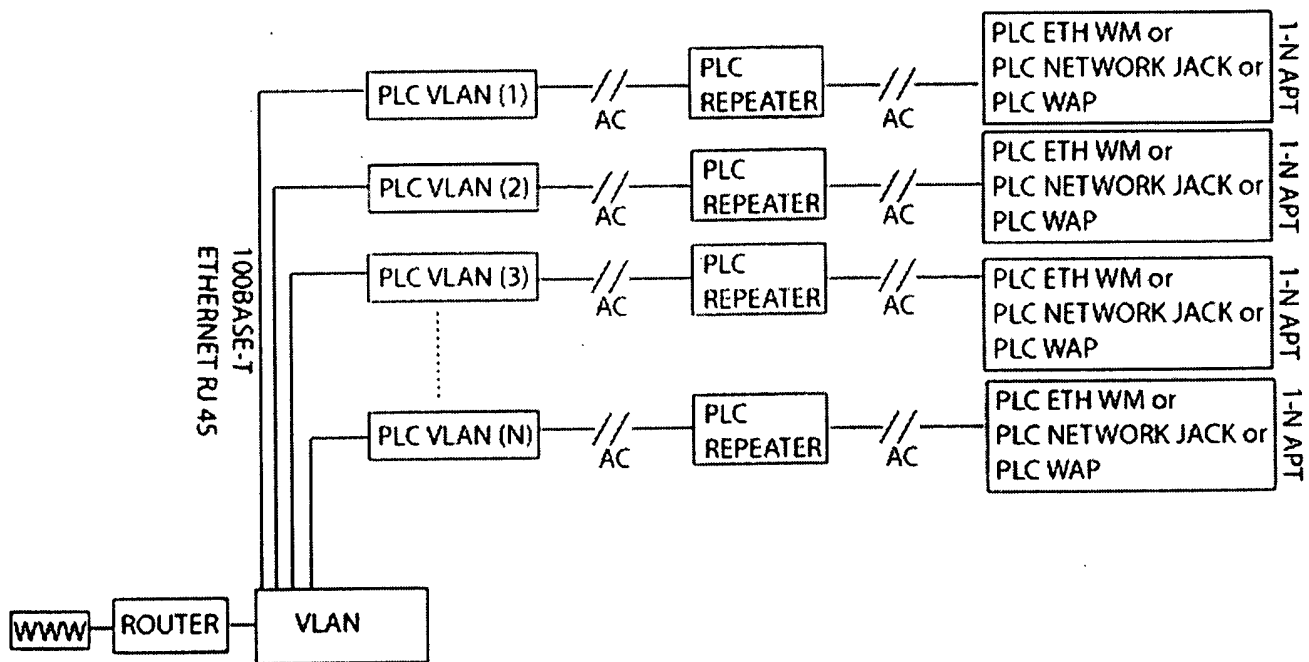 PLC VLAN (1)
AC
PLC
REPEATER
AC
PLC ETH WM or
PLC NETWORK JACK or
PLC WAP
1-N APT
PLC VLAN (2)
AC
PLC
REPEATER
AC
PLC ETH WM or
PLC NETWORK JACK or
PLC WAP
1-N APT
PLC VLAN (3)
AC
PLC
REPEATER
AC
PLC ETH WM or
PLC NETWORK JACK or
PLC WAP
1-N APT
PLC VLAN (N)
AC
PLC
REPEATER
AC
PLC ETH WM or
PLC NETWORK JACK or
PLC WAP
1-N APT
100BASE-T
ETHERNET RJ 45
WWW
ROUTER
VLAN